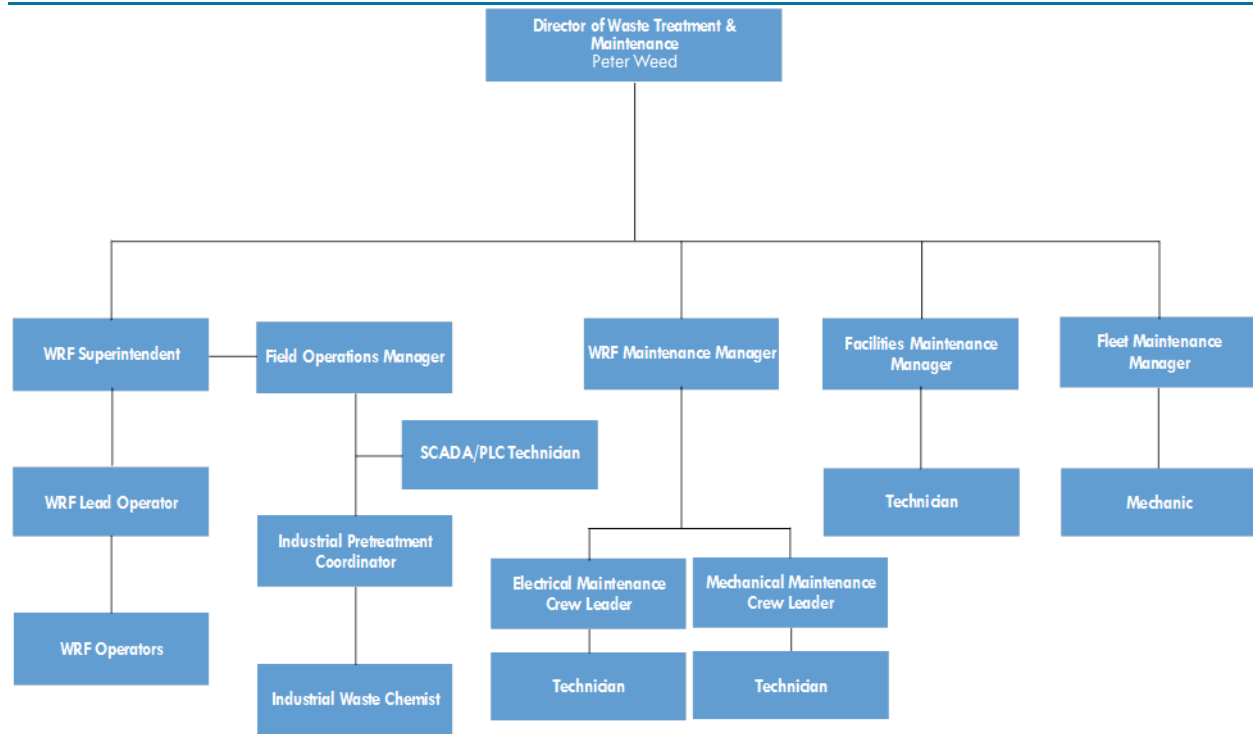 Director of Waste Treatment &
Maintenance
Peter Weed
WRF Superintendent
Field Operations Manager
WRF Maintenance Manager
Facilities Maintenance
Manager
Fleet Maintenance
Manager
SCADA/PLC Technician
WRF Lead Operator
Technician
Mechanic
Industrial Pretreatment
Coordinator
Electrical Maintenance
Crew Leader
Mechanical Maintenance
Crew Leader
WRF Operators
Industrial Waste Chemist
Technician
Technician